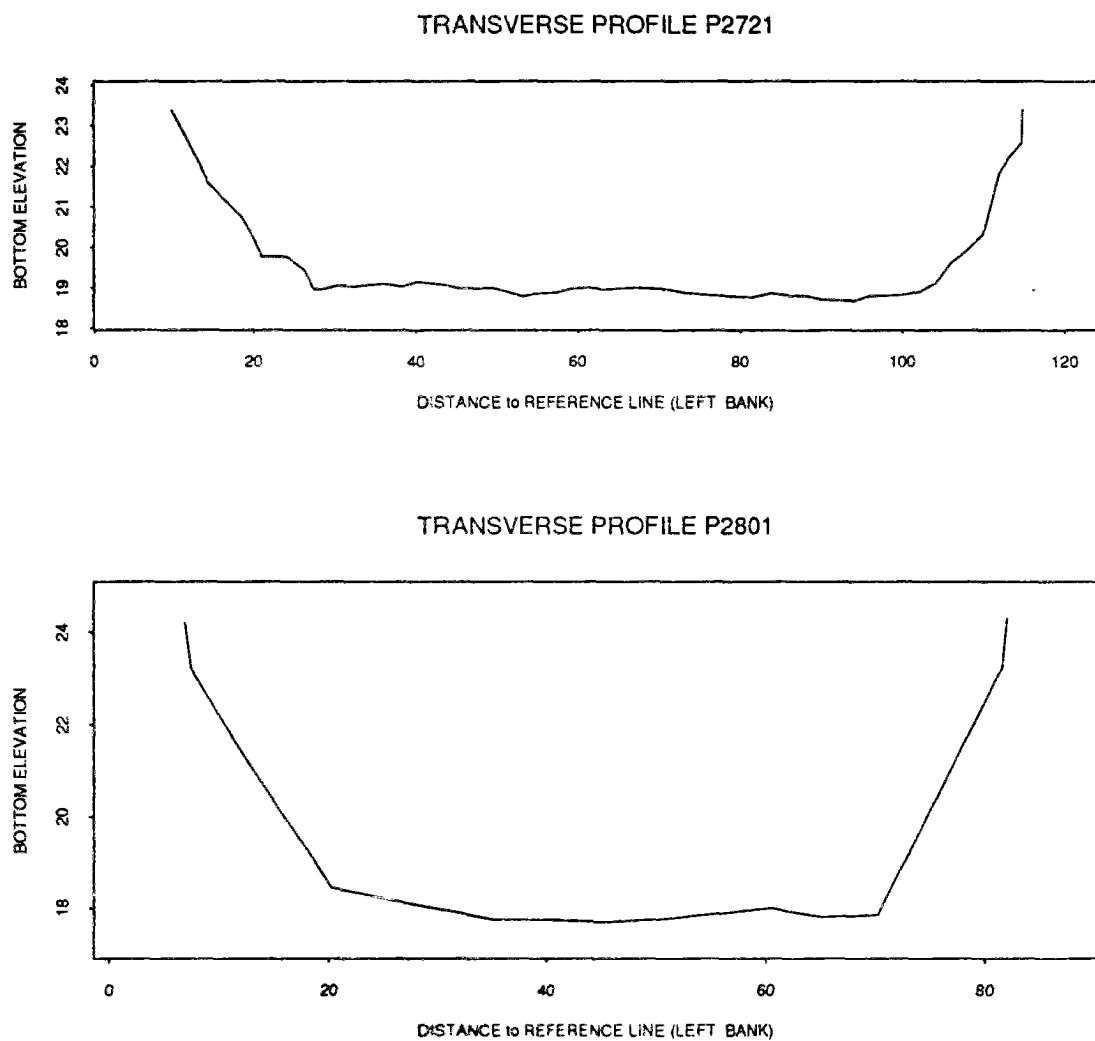 TRANSVERSE PROFILE P2721
BOTTOM ELEVATION
24
23
22
21
20
19
18
0 20 40 60 80 100 120
DISTANCE to REFERENCE LINE (LEFT BANK)
TRANSVERSE PROFILE P2801
BOTTOM ELEVATION
24
22
20
18
0 20 40 60 80
DISTANCE to REFERENCE LINE (LEFT BANK)